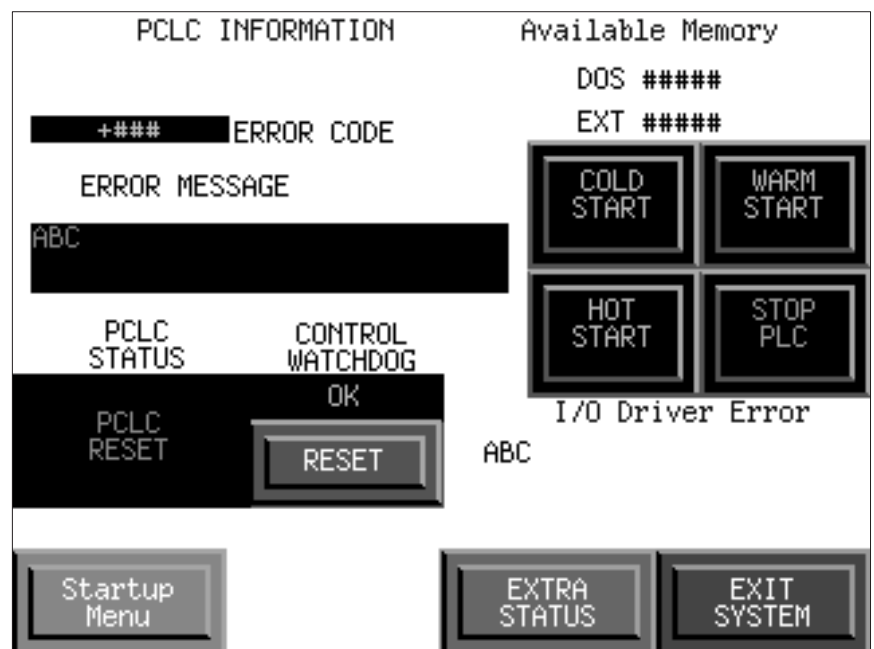 PCLC INFORMATION
Available Memory
DOS #####
EXT #####
+### ERROR CODE
ERROR MESSAGE
ABC
COLD
START
WARM
START
HOT
START
STOP
PLC
PCLC
STATUS
CONTROL
WATCHDOG
PCLC
RESET
OK
RESET
I/O Driver Error
ABC
Startup
Menu
EXTRA
STATUS
EXIT
SYSTEM